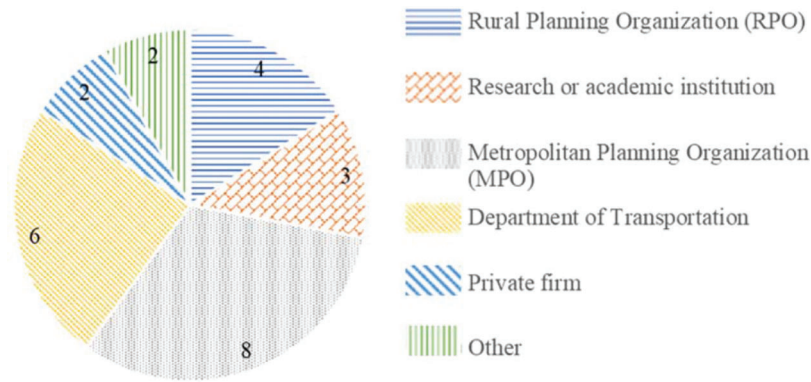 2
4
2
3
6
8
Rural Planning Organization (RPO)
Research or academic institution
Metropolitan Planning Organization
(MPO)
Department of Transportation
Private firm
Other